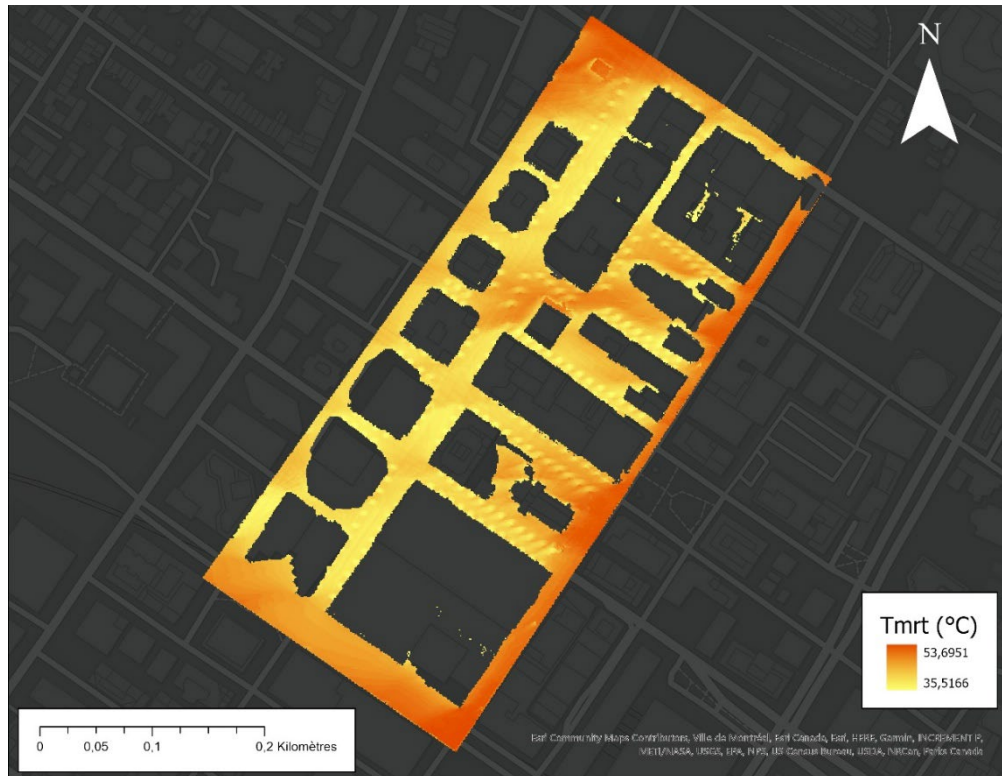 N
Tmrt (°C)
53,6951
35,5166
0 0,05 0,1 0,2 Kilomètres
Esri Community Maps Contributors, Ville de Montréal, Esri Canada, Esri, HERE, Garmin, INCREMENT P,
METI/NASA, USGS, EPA, NPS, US Census Bureau, USDA, NRCan, Parks Canada